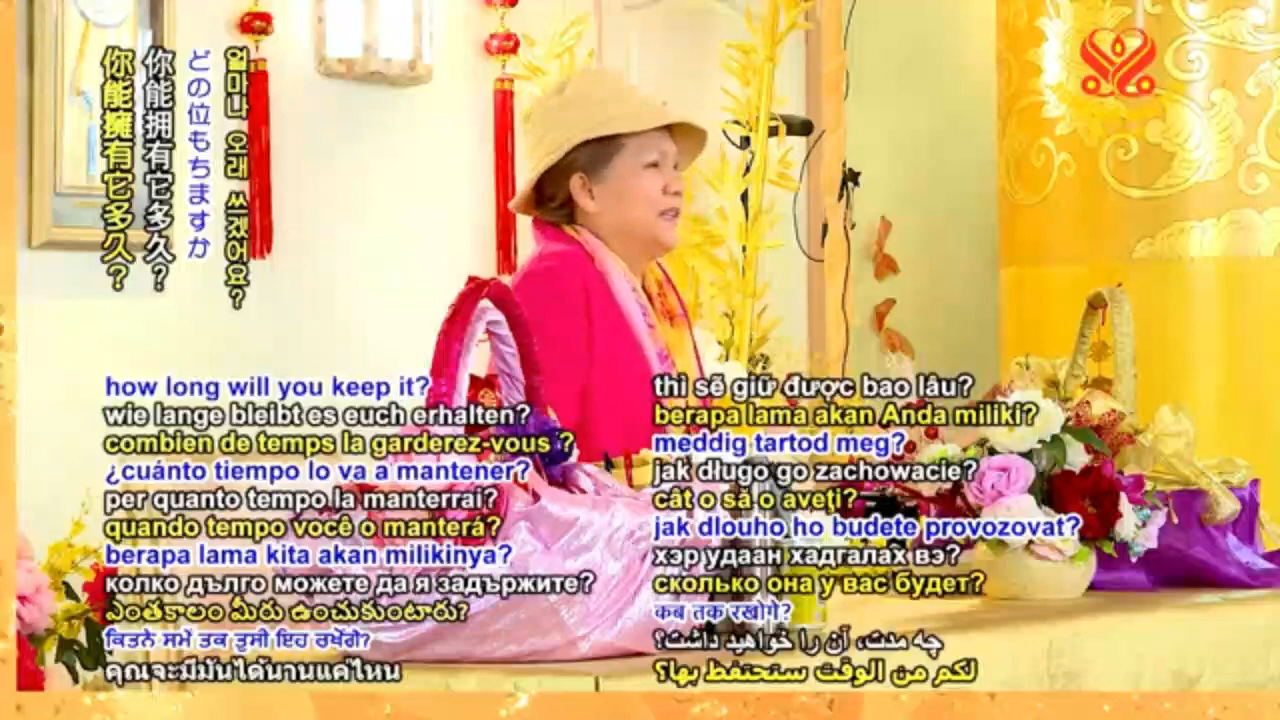 你能擁有它多久？
你能拥有它多久？
どの位もちますか
얼마나 오래 쓰겠어요?
how long will you keep it?
wie lange bleibt es euch erhalten?
combien de temps la garderez-vous ?
¿cuánto tiempo lo va a mantener?
per quanto tempo la manterrai?
quando tempo você o manterá?
berapa lama kita akan milikinya?
колко дълго можете да я задържите?
ఎంతకాలం మీరు ఉంచుకుంటారు?
ਕਿਤਨੇ ਸਮੇਂ ਤਕ ਤੁਸੀ ਇਹ ਰਖੇਂਗੇ?
คุณจะมีมันได้นานแค่ไหน
thì sẽ giữ được bao lâu?
berapa lama akan Anda miliki?
meddig tartod meg?
jak długo go zachowacie?
cât o să o aveţi?
jak dlouho ho budete provozovat?
хэр удаан хадгалах вэ?
сколько она у вас будет?
कब तक रखोगे?
چه مدت، آن را خواهید داشت؟
لكم من الوقت ستحتفظ بها؟